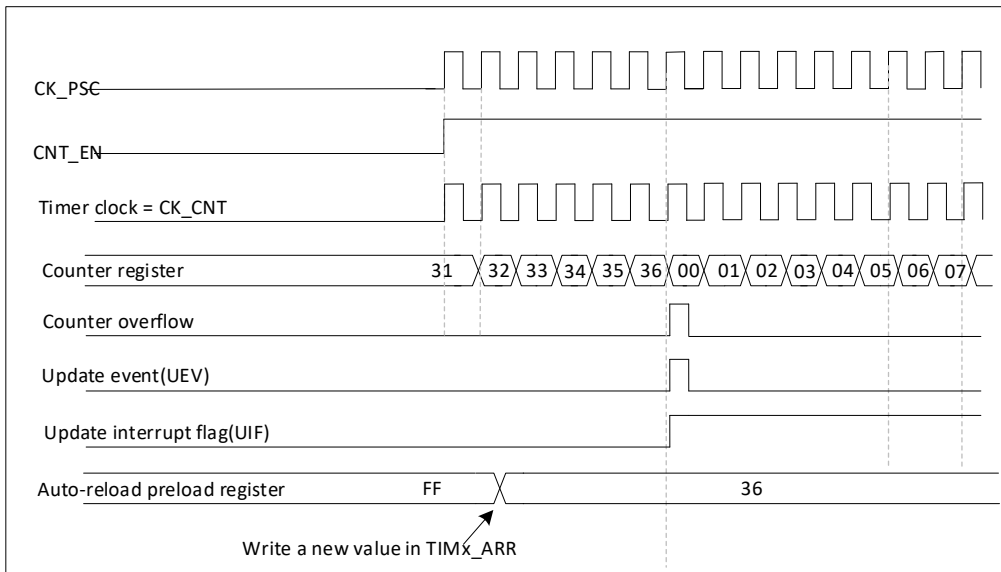 CK_PSC
CNT_EN
Timer clock = CK_CNT
Counter register 31 32 33 34 35 36 00 01 02 03 04 05 06 07
Counter overflow
Update event(UEV)
Update interrupt flag(UIF)
Auto-reload preload register FF 36
Write a new value in TIMx_ARR